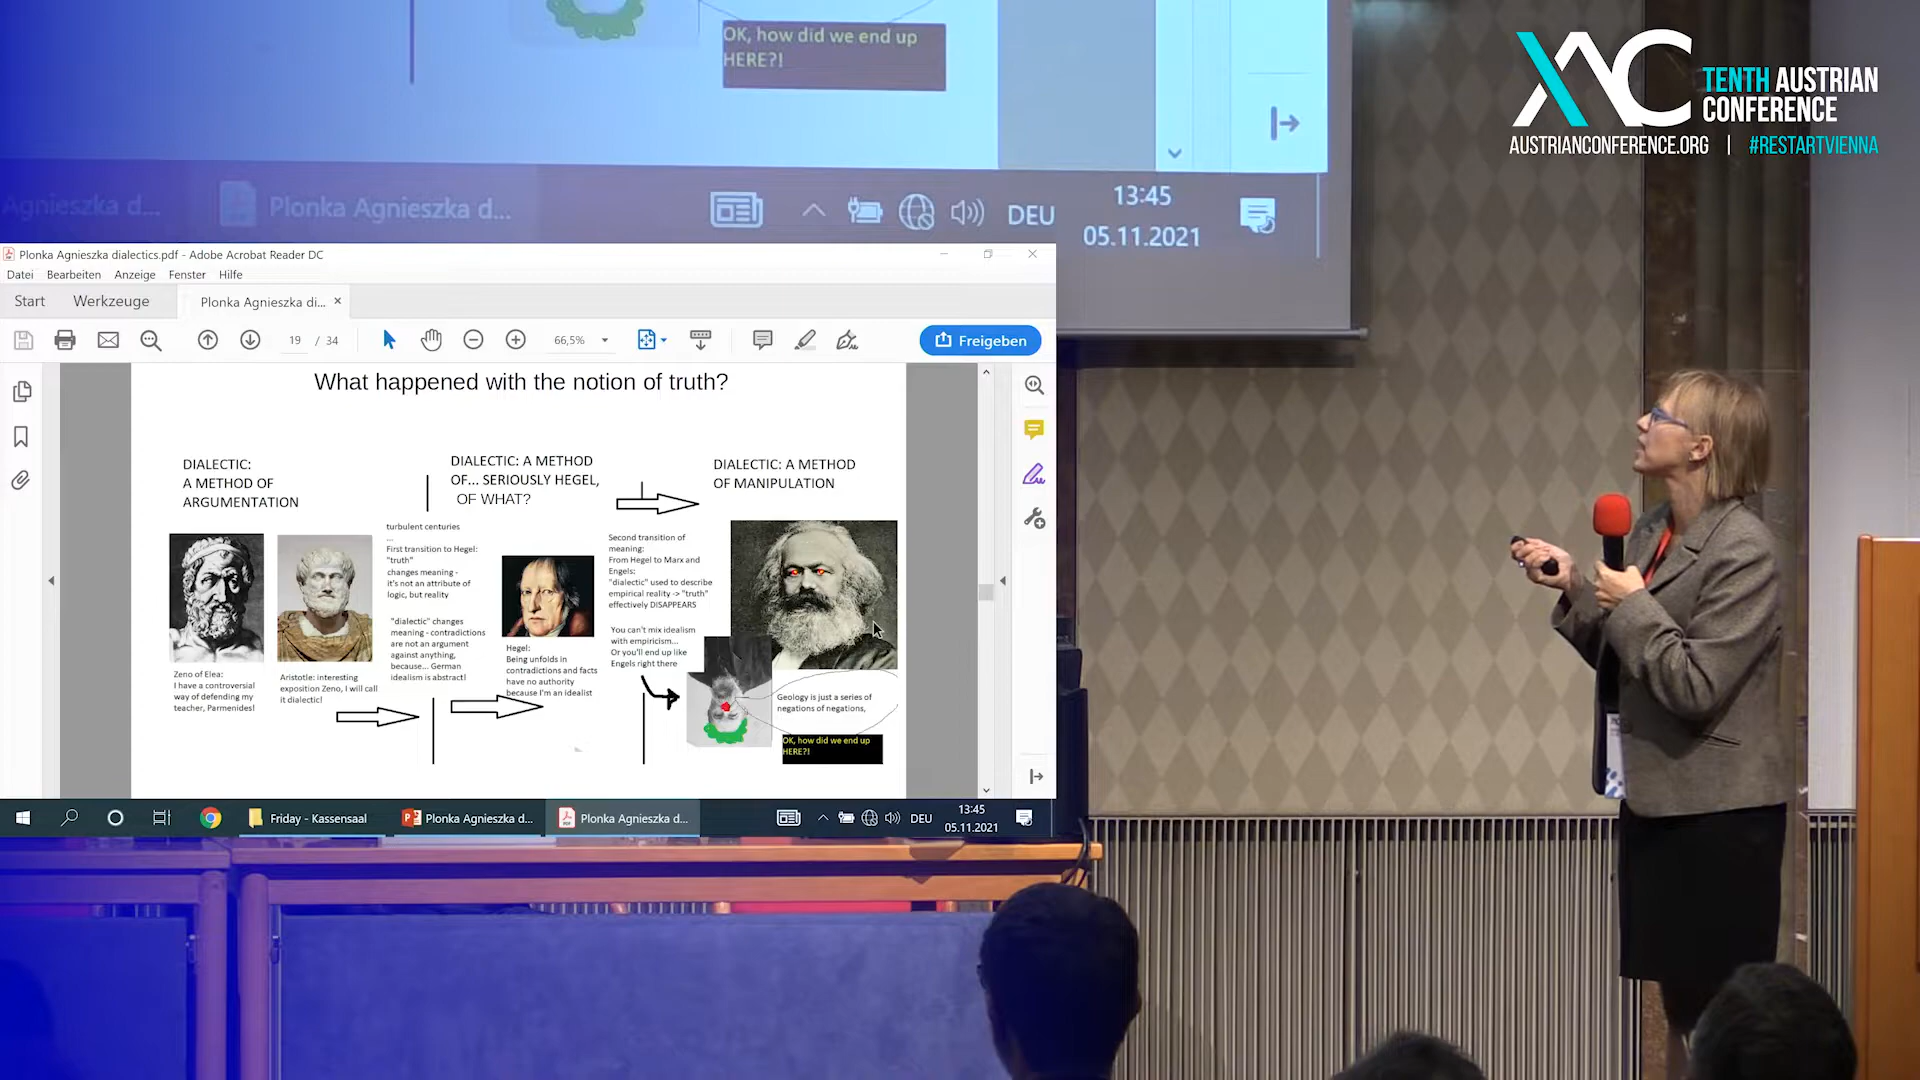 OK, how did we end up
HERE?!
Agnieszka d...
Plonka Agnieszka d...
DEU
13:45
05.11.2021
XAC
TENTH AUSTRIAN
CONFERENCE
AUSTRIANCONFERENCE.ORG | #RESTARTVIENNA
Plonka Agnieszka dialectics.pdf - Adobe Acrobat Reader DC
Datei Bearbeiten Anzeige Fenster Hilfe
Start Werkzeuge Plonka Agnieszka di... ×
19 / 34 66,5% Freigeben
What happened with the notion of truth?
DIALECTIC:
A METHOD OF
ARGUMENTATION
Zeno of Elea:
I have a controversial
way of defending my
teacher, Parmenides!
Aristotle: interesting
exposition Zeno, I will call
it dialectic!
turbulent centuries
...
First transition to Hegel:
"truth"
changes meaning -
it's not an attribute of
logic, but reality
"dialectic" changes
meaning - contradictions
are not an argument
against anything,
because... German
idealism is abstract!
DIALECTIC: A METHOD
OF... SERIOUSLY HEGEL,
OF WHAT?
Hegel:
Being unfolds in
contradictions and facts
have no authority
because I'm an idealist
Second transition of
meaning:
From Hegel to Marx and
Engels:
"dialectic" used to describe
empirical reality -> "truth"
effectively DISAPPEARS
You can't mix idealism
with empiricism...
Or you'll end up like
Engels right there
DIALECTIC: A METHOD
OF MANIPULATION
Geology is just a series of
negations of negations,
OK, how did we end up
HERE?!
Friday - Kassensaal
Plonka Agnieszka d...
Plonka Agnieszka d...
DEU
13:45
05.11.2021